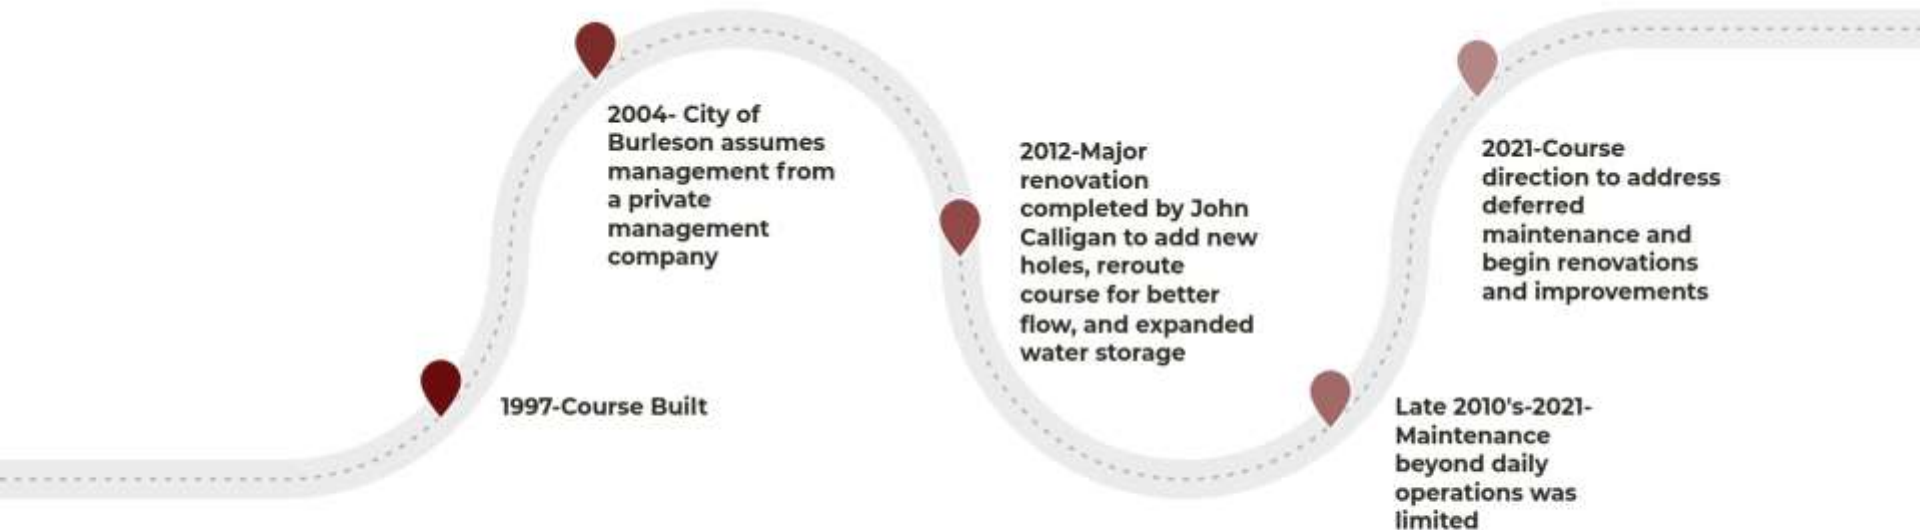 1997-Course Built
2004- City of
Burleson assumes
management from
a private
management
company
2012-Major
renovation
completed by John
Calligan to add new
holes, reroute
course for better
flow, and expanded
water storage
Late 2010's-2021-
Maintenance
beyond daily
operations was
limited
2021-Course
direction to address
deferred
maintenance and
begin renovations
and improvements